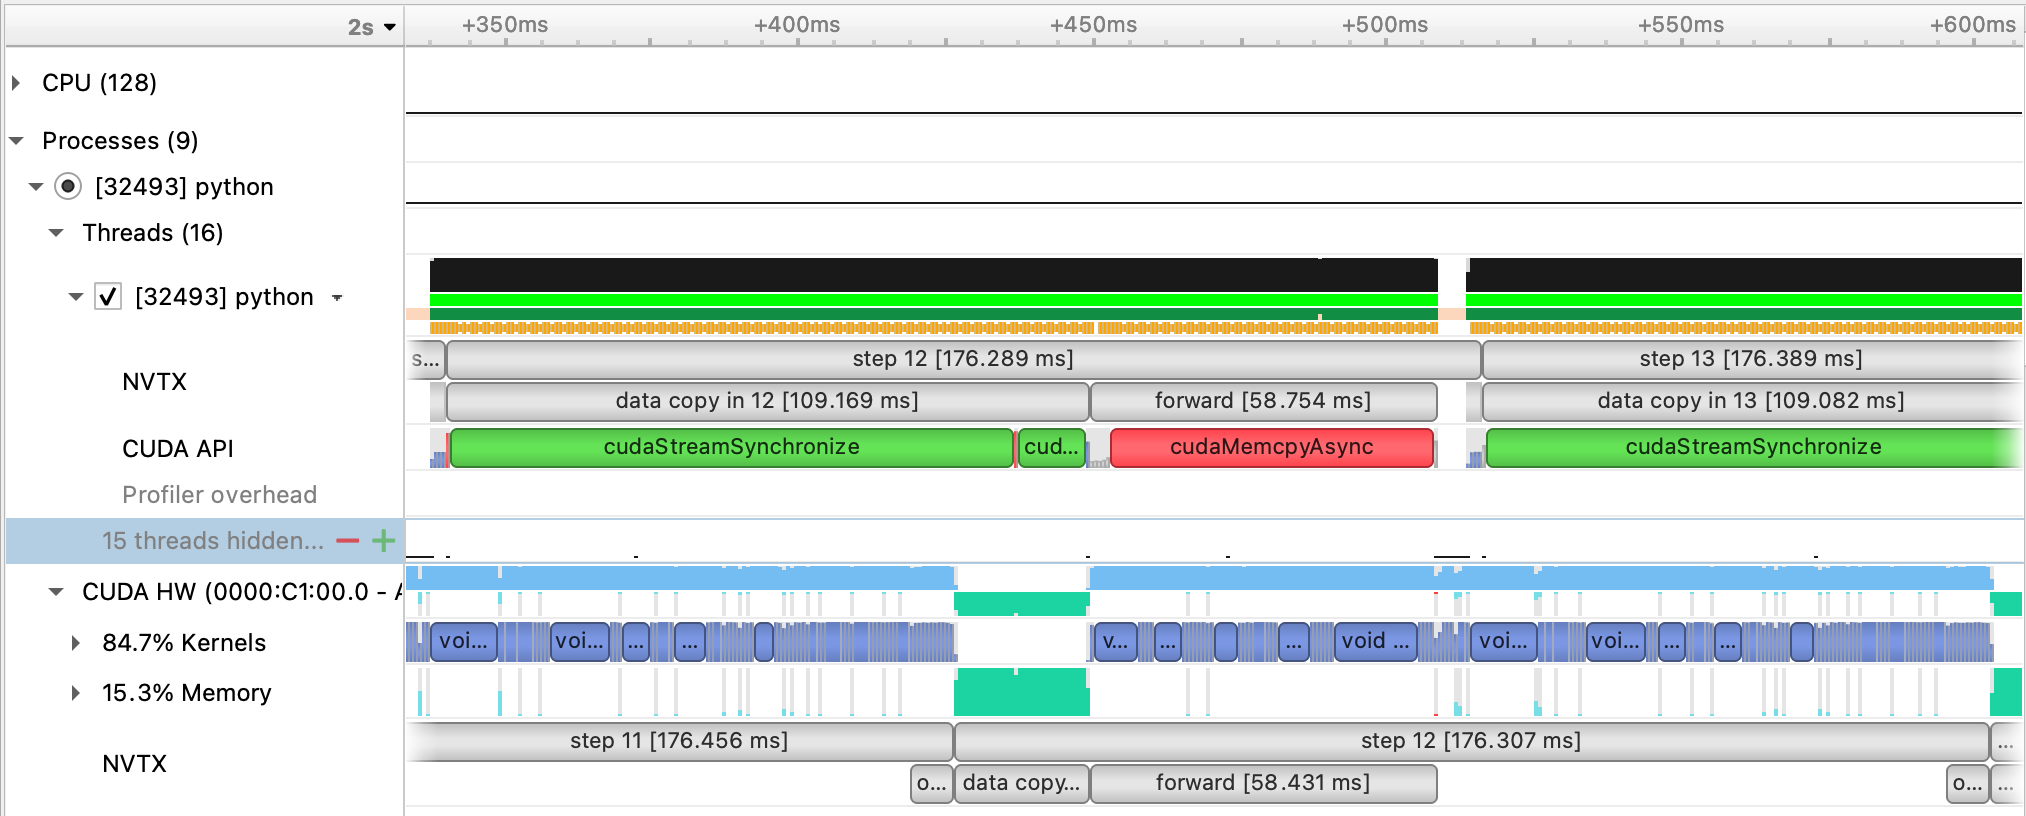 2s +350ms +400ms +450ms +500ms +550ms +600ms
CPU (128)
Processes (9)
[32493] python
Threads (16)
[32493] python
s... step 12 [176.289 ms] step 13 [176.389 ms]
NVTX
data copy in 12 [109.169 ms] forward [58.754 ms] data copy in 13 [109.082 ms]
CUDA API cudaStreamSynchronize cud... cudaMemcpyAsync cudaStreamSynchronize
Profiler overhead
15 threads hidden...
CUDA HW (0000:C1:00.0 -
84.7% Kernels voi... voi... ... ... v... ... ... void ... voi... voi... ... ...
15.3% Memory
step 11 [176.456 ms] step 12 [176.307 ms] ...
NVTX
o... data copy... forward [58.431 ms] o... ...